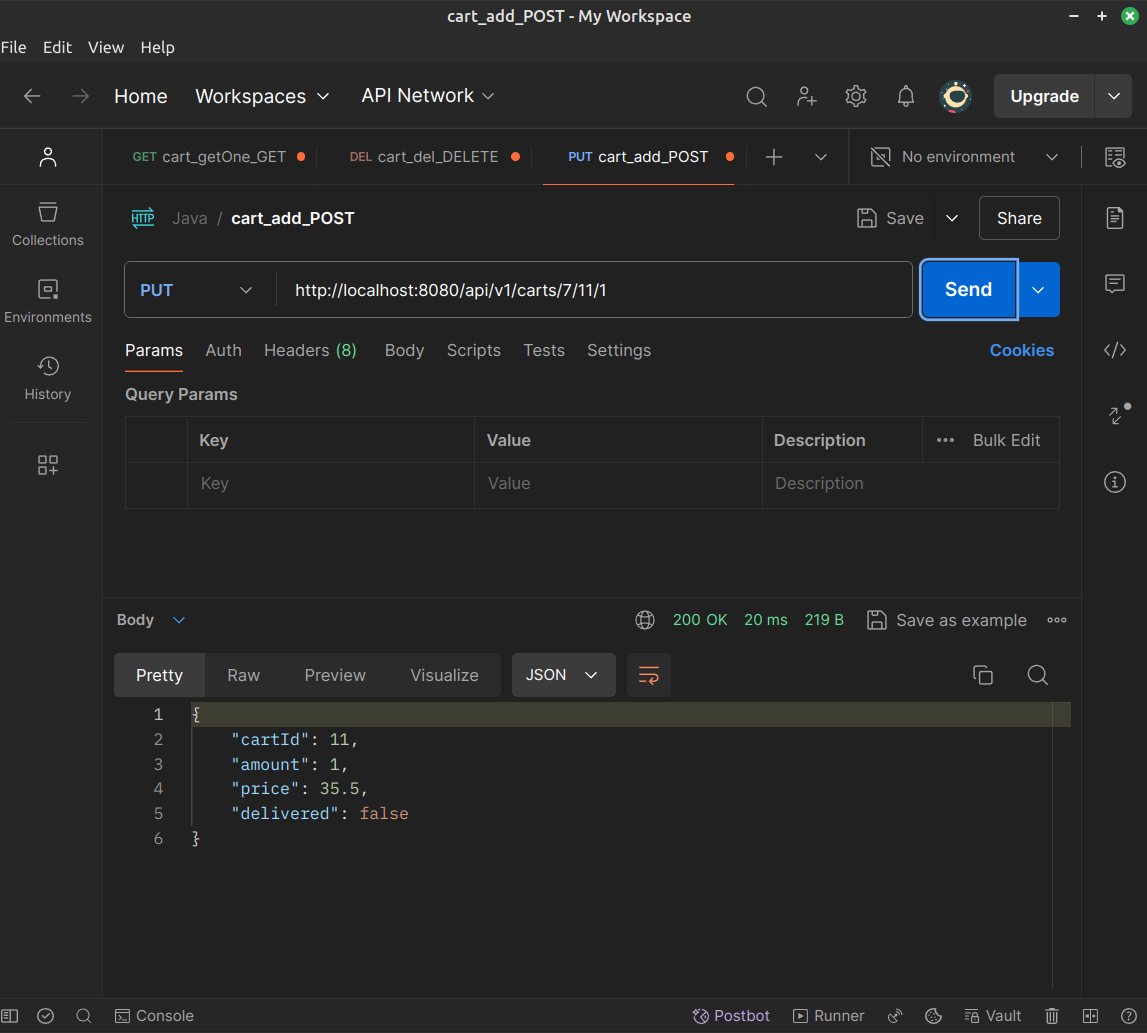 cart_add_POST - My Workspace
File Edit View Help
Home Workspaces API Network Upgrade
GET cart_getOne_GET DEL cart_del_DELETE PUT cart_add_POST No environment
HTTP Java / cart_add_POST Save Share
Collections
PUT http://localhost:8080/api/v1/carts/7/11/1 Send
Environments
Params Auth Headers (8) Body Scripts Tests Settings Cookies
History
Query Params
Key Value Description Bulk Edit
Key Value Description
Body 200 OK 20 ms 219 B Save as example
Pretty Raw Preview Visualize JSON
1 {
2 "cartId": 11,
3 "amount": 1,
4 "price": 35.5,
5 "delivered": false
6 }
Console Postbot Runner Vault